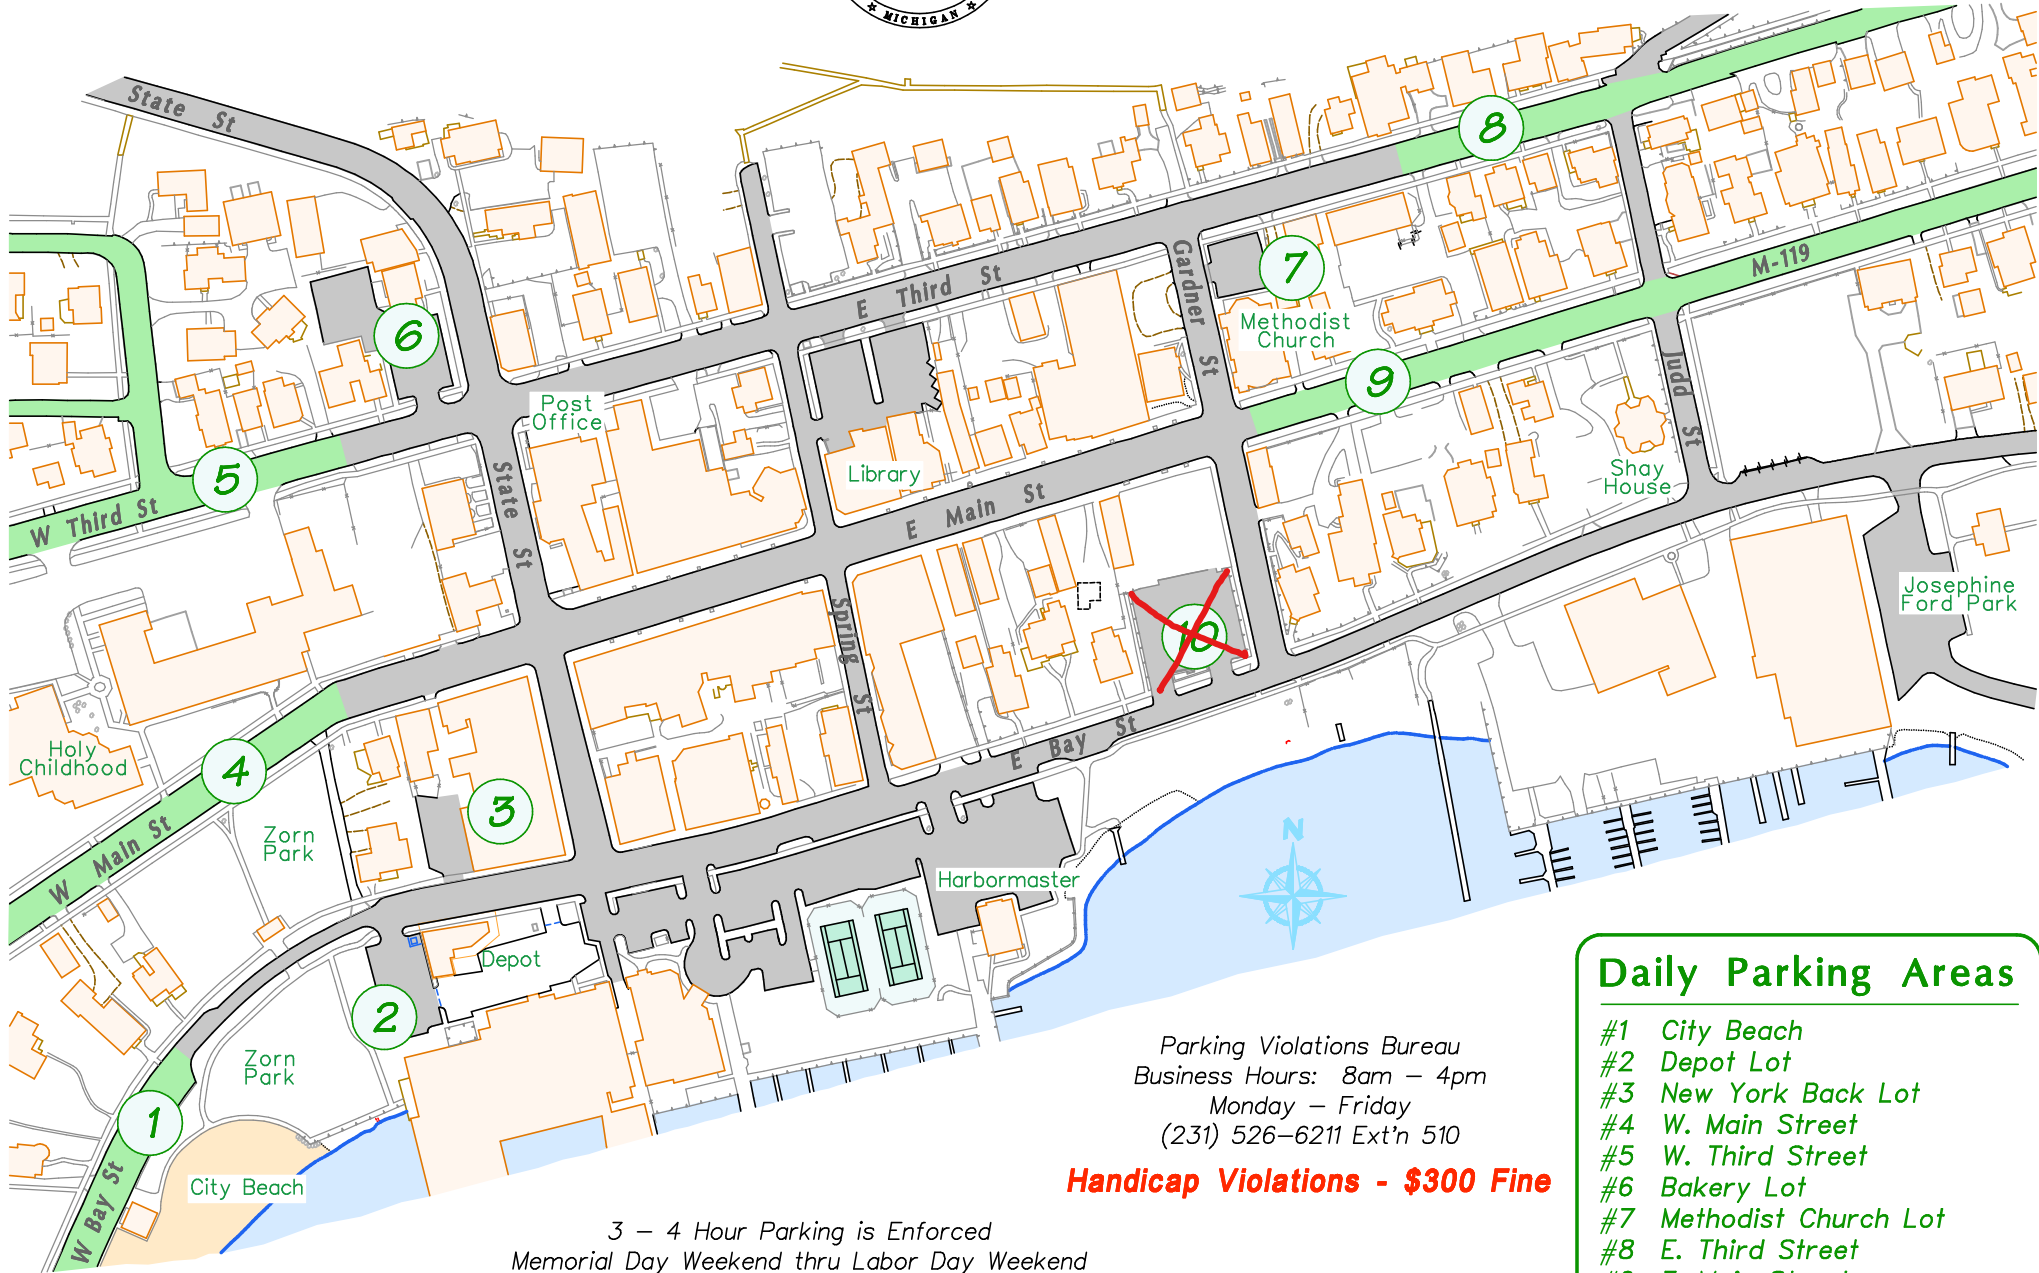 MICHIGAN
State St
8
Gardner St
7
M-119
E Third St
6
Methodist
Church
Judd St
9
Post
Office
5
W Third St
State St
Library
E Main St
Shay
House
Josephine
Ford Park
Spring St
10
Holy
Childhood
4
3
E Bay St
Zorn
Park
W Main St
Harbormaster
N
Depot
2
Zorn
Park
1
City Beach
W Bay St
Daily Parking Areas
#1 City Beach
#2 Depot Lot
#3 New York Back Lot
#4 W. Main Street
#5 W. Third Street
#6 Bakery Lot
#7 Methodist Church Lot
#8 E. Third Street
Parking Violations Bureau
Business Hours: 8am – 4pm
Monday – Friday
(231) 526–6211 Ext'n 510
Handicap Violations - $300 Fine
3 – 4 Hour Parking is Enforced
Memorial Day Weekend thru Labor Day Weekend